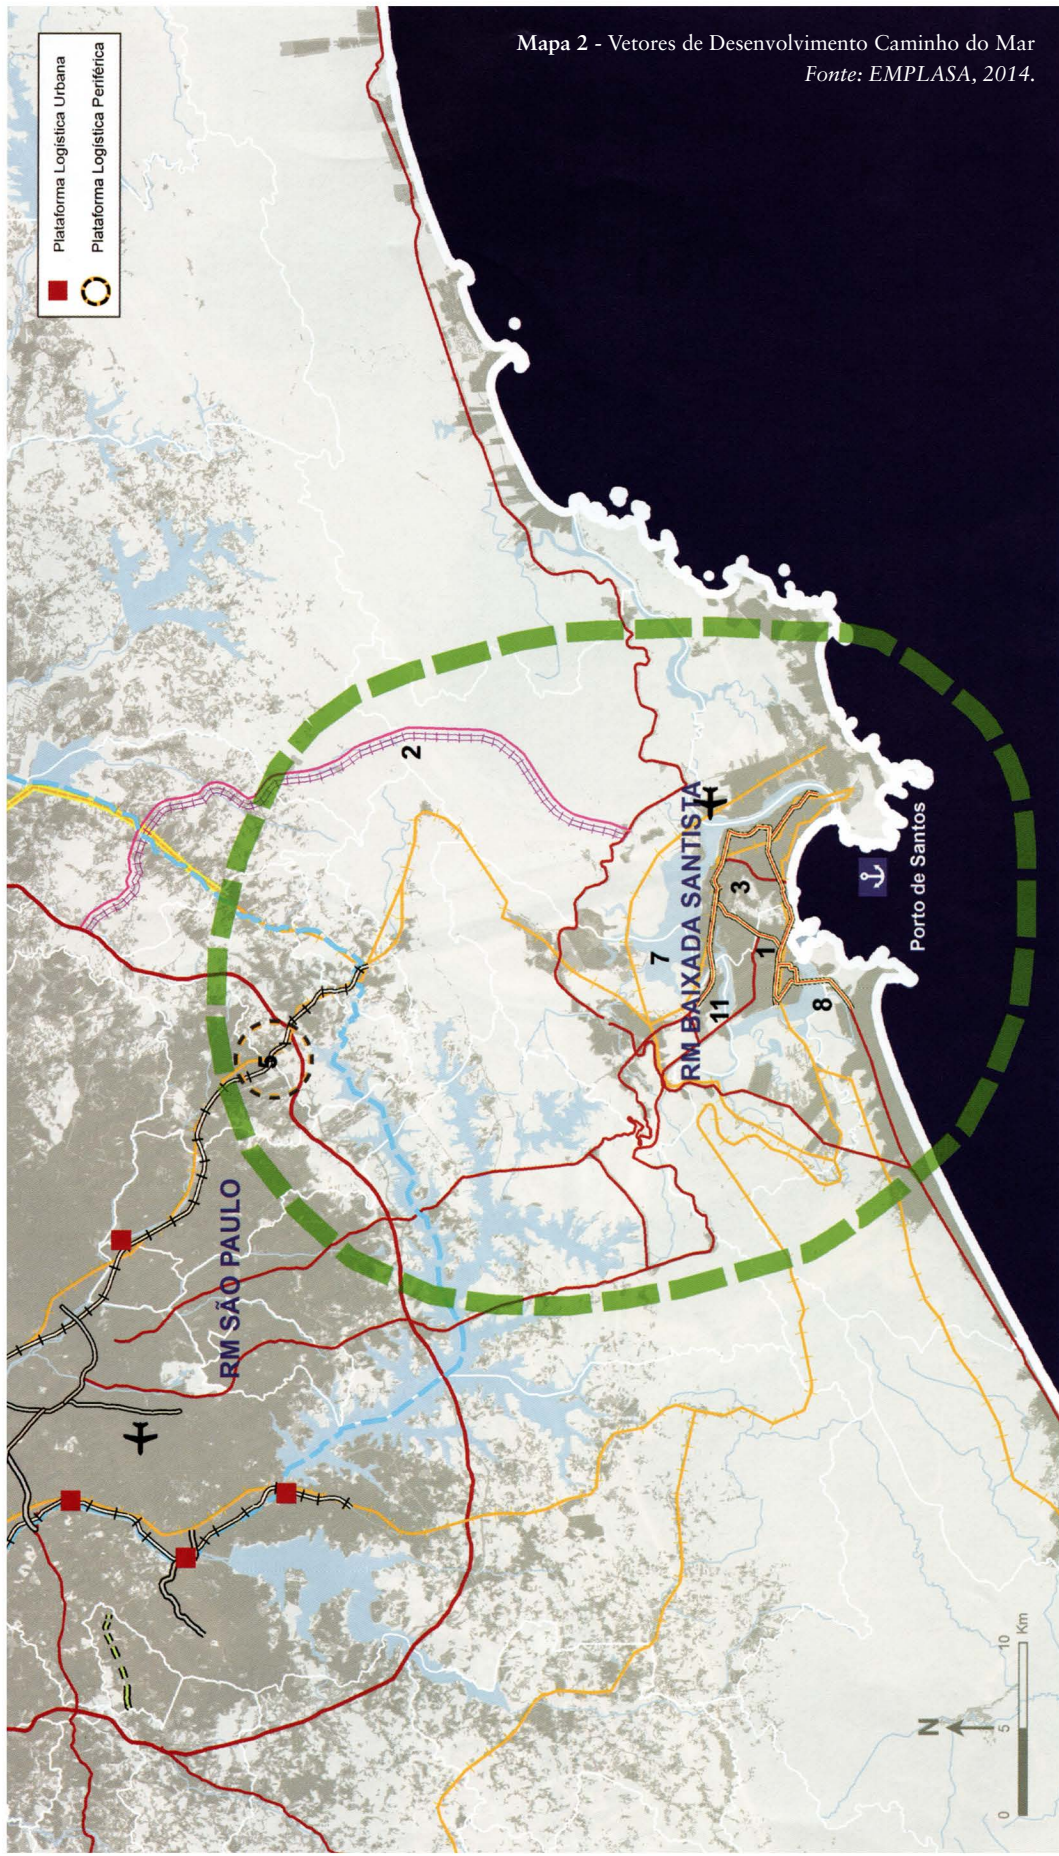 Mapa 2 - Vetores de Desenvolvimento Caminho do Mar
Fonte: EMPLASA, 2014.
Plataforma Logística Urbana
Plataforma Logística Periférica
2
5
RM SÃO PAULO
RM BAIXADA SANTISTA
7
11
3
1
8
Porto de Santos
N
0 5 10 Km